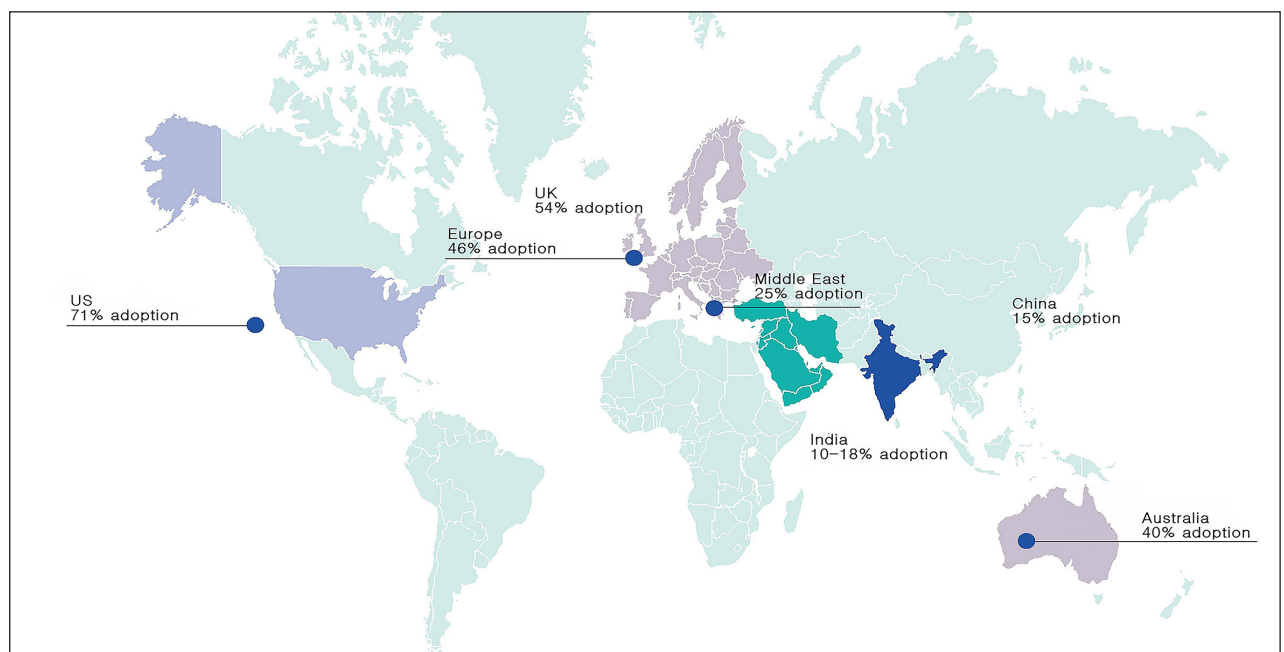 UK
54% adoption
Europe
46% adoption
Middle East
25% adoption
US
71% adoption
China
15% adoption
India
10–18% adoption
Australia
40% adoption